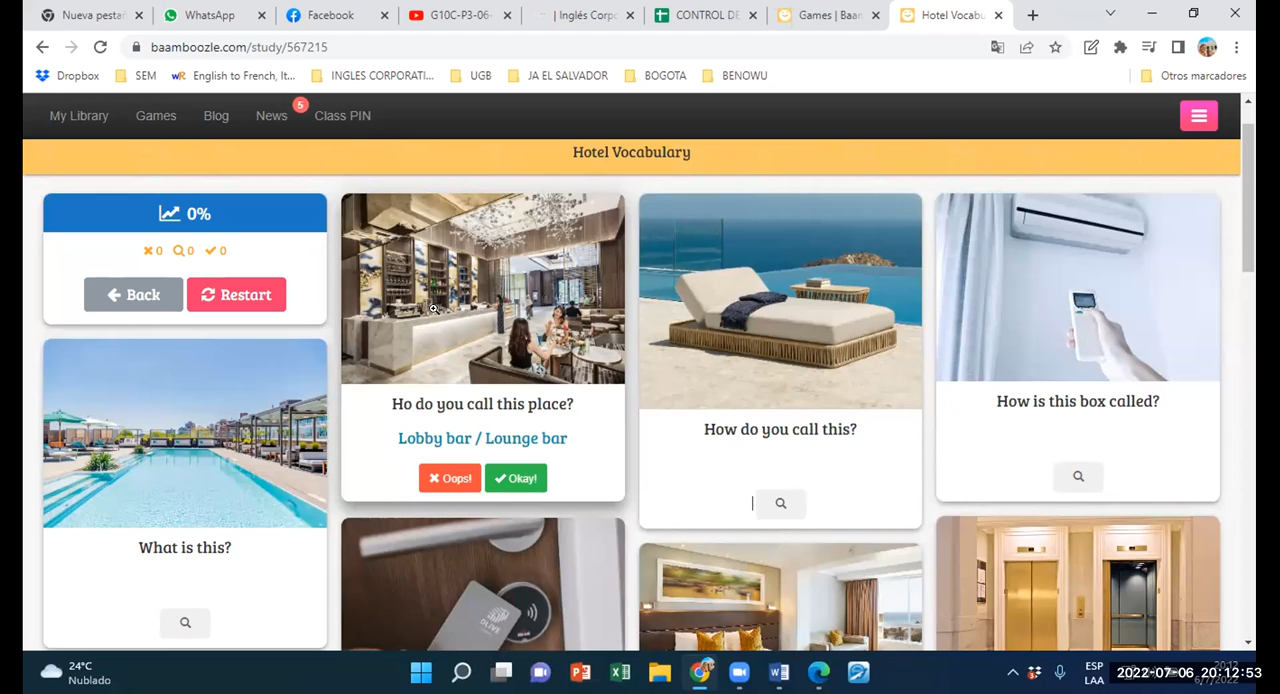 Nueva pestañ
WhatsApp
Facebook
G10C-P3-06-
| Inglés Corpo
CONTROL DE
Games | Baam
Hotel Vocabu
baamboozle.com/study/567215
Dropbox
SEM
English to French, It...
INGLES CORPORATI...
UGB
JA EL SALVADOR
BOGOTA
BENOWU
Otros marcadores
My Library
Games
Blog
News
5
Class PIN
Hotel Vocabulary
0%
0
0
0
Back
Restart
What is this?
Ho do you call this place?
Lobby bar / Lounge bar
Oops!
Okay!
How do you call this?
How is this box called?
24°C
Nublado
ESP
LAA
2022-07-06 20:12:53